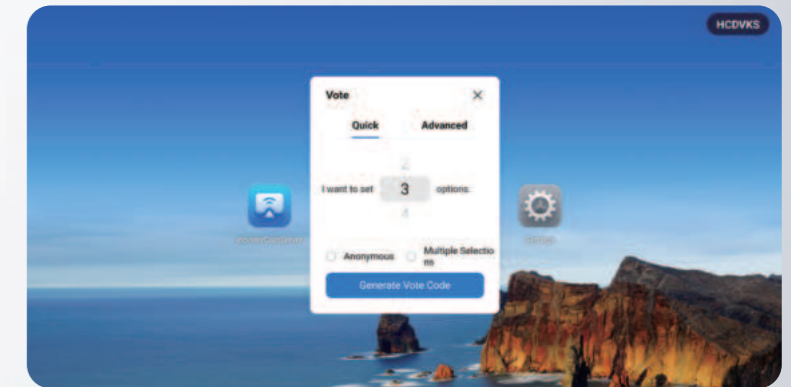 HCDVKS
Vote
Quick
Advanced
2
I want to set 3 options
4
Anonymous
Multiple Selectio
ns
Generate Vote Code